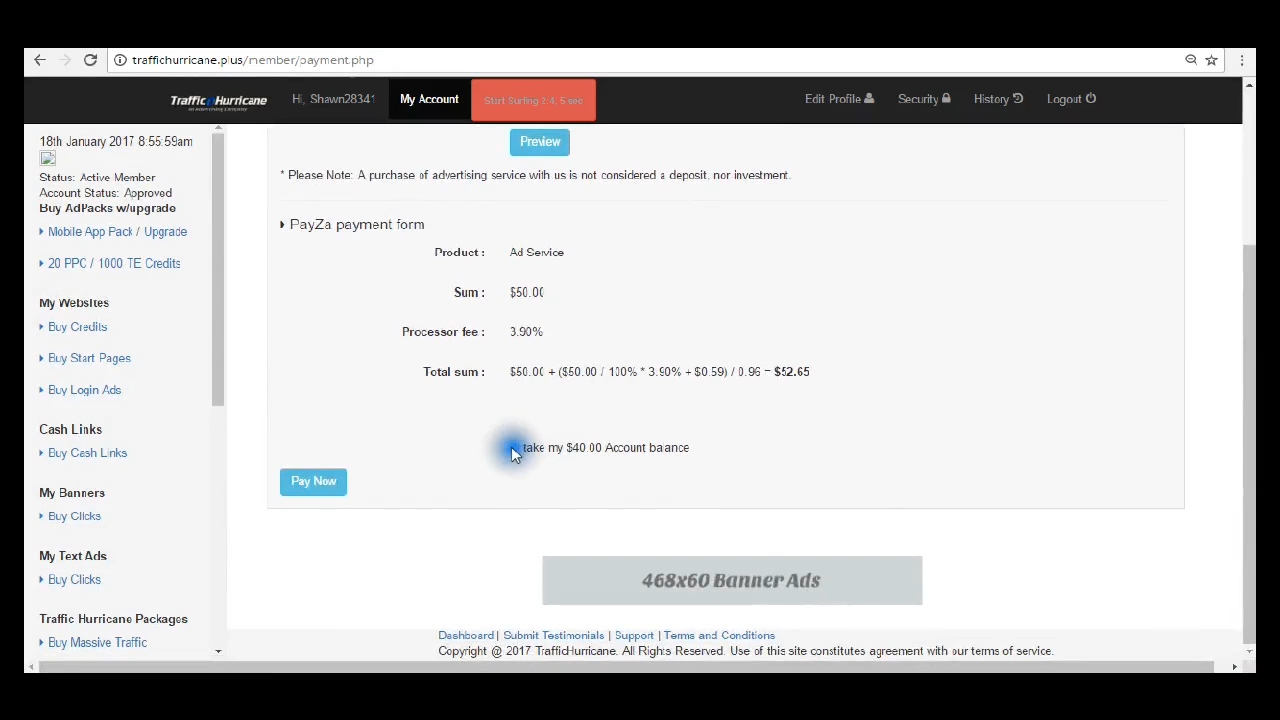 traffichurricane.plus/member/payment.php
Traffic Hurricane
Hi, Shawn28341
My Account
Start Surfing 2, 4, 5 sec
Edit Profile
Security
History
Logout
18th January 2017 8:55:59am
Status: Active Member
Account Status: Approved
Buy AdPacks w/upgrade
Mobile App Pack / Upgrade
20 PPC / 1000 TE Credits
My Websites
Buy Credits
Buy Start Pages
Buy Login Ads
Cash Links
Buy Cash Links
My Banners
Buy Clicks
My Text Ads
Buy Clicks
Traffic Hurricane Packages
Buy Massive Traffic
Preview
* Please Note: A purchase of advertising service with us is not considered a deposit, nor investment.
PayZa payment form
Product : Ad Service
Sum : $50.00
Processor fee : 3.90%
Total sum : $50.00 + ($50.00 / 100% * 3.90% + $0.59) / 0.96 = $52.65
take my $40.00 Account balance
Pay Now
468x60 Banner Ads
Dashboard | Submit Testimonials | Support | Terms and Conditions
Copyright @ 2017 TrafficHurricane. All Rights Reserved. Use of this site constitutes agreement with our terms of service.